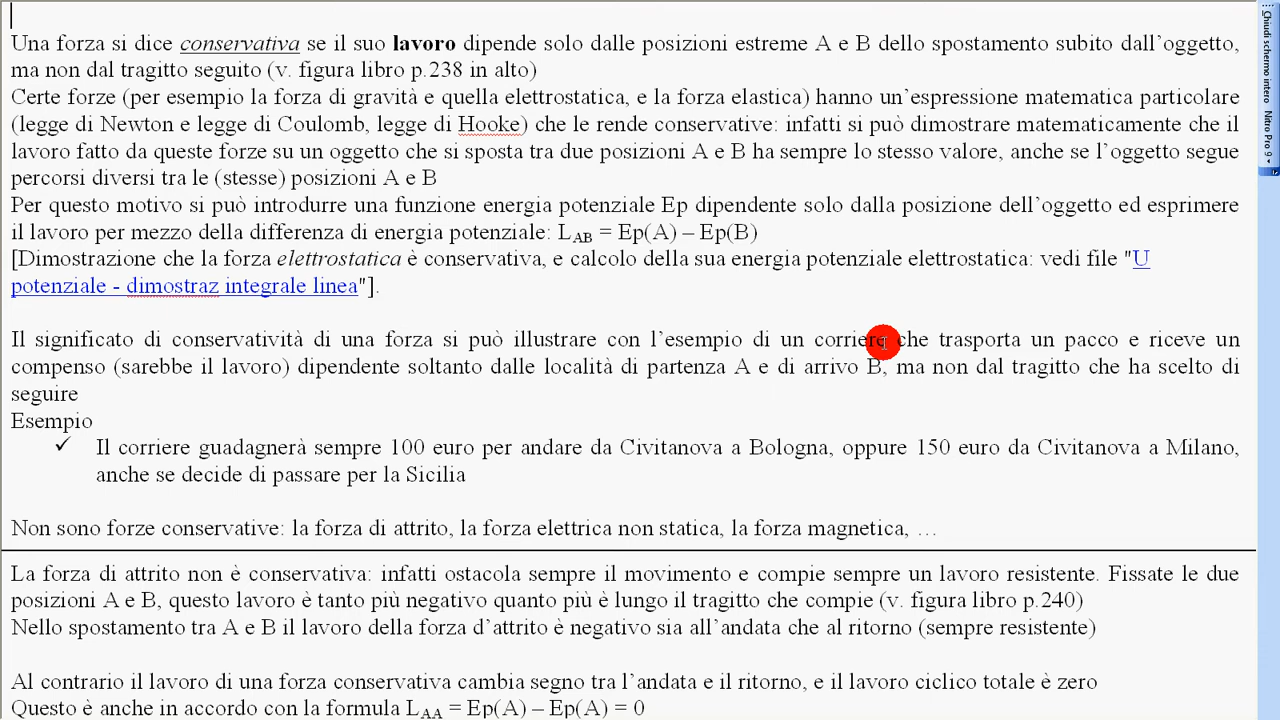 Una forza si dice conservativa se il suo lavoro dipende solo dalle posizioni estreme A e B dello spostamento subito dall'oggetto,
ma non dal tragitto seguito (v. figura libro p.238 in alto)
Certe forze (per esempio la forza di gravità e quella elettrostatica, e la forza elastica) hanno un'espressione matematica particolare
(legge di Newton e legge di Coulomb, legge di Hooke) che le rende conservative: infatti si può dimostrare matematicamente che il
lavoro fatto da queste forze su un oggetto che si sposta tra due posizioni A e B ha sempre lo stesso valore, anche se l'oggetto segue
percorsi diversi tra le (stesse) posizioni A e B
Per questo motivo si può introdurre una funzione energia potenziale Ep dipendente solo dalla posizione dell'oggetto ed esprimere
il lavoro per mezzo della differenza di energia potenziale: LAB = Ep(A) – Ep(B)
[Dimostrazione che la forza elettrostatica è conservativa, e calcolo della sua energia potenziale elettrostatica: vedi file "U
potenziale - dimostraz integrale linea"].
Il significato di conservatività di una forza si può illustrare con l'esempio di un corriere che trasporta un pacco e riceve un
compenso (sarebbe il lavoro) dipendente soltanto dalle località di partenza A e di arrivo B, ma non dal tragitto che ha scelto di
seguire
Esempio
✓ Il corriere guadagnerà sempre 100 euro per andare da Civitanova a Bologna, oppure 150 euro da Civitanova a Milano,
anche se decide di passare per la Sicilia
Non sono forze conservative: la forza di attrito, la forza elettrica non statica, la forza magnetica, …
La forza di attrito non è conservativa: infatti ostacola sempre il movimento e compie sempre un lavoro resistente. Fissate le due
posizioni A e B, questo lavoro è tanto più negativo quanto più è lungo il tragitto che compie (v. figura libro p.240)
Nello spostamento tra A e B il lavoro della forza d'attrito è negativo sia all'andata che al ritorno (sempre resistente)
Al contrario il lavoro di una forza conservativa cambia segno tra l'andata e il ritorno, e il lavoro ciclico totale è zero
Questo è anche in accordo con la formula LAA = Ep(A) – Ep(A) = 0
Chiudi schermo intero
Nitro Pro 9